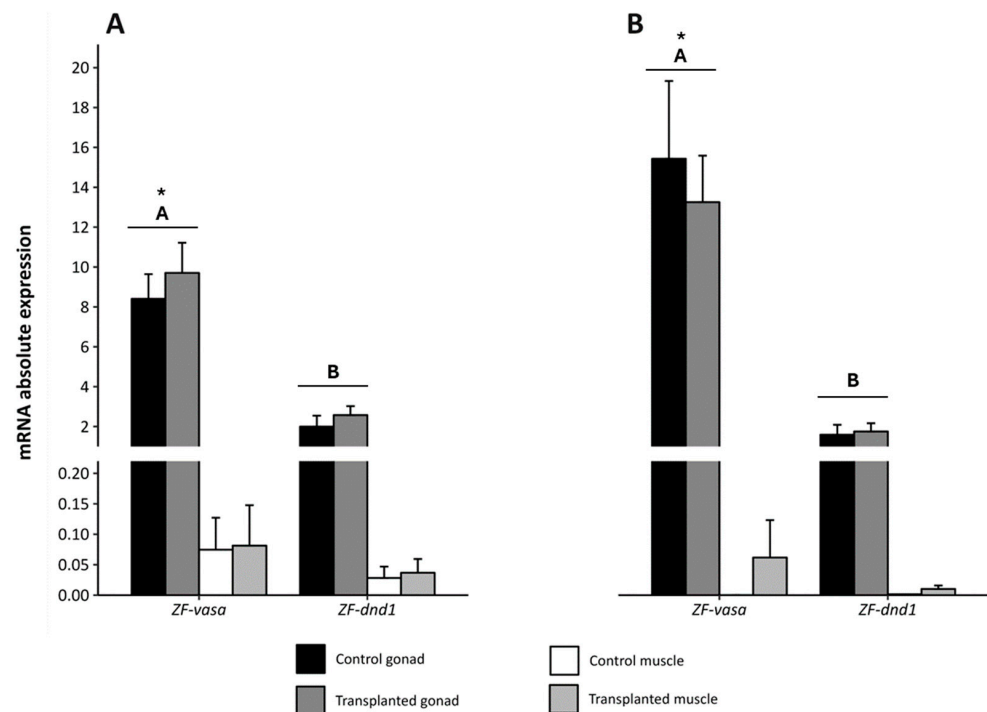 A
B
mRNA absolute expression
20
18
16
14
12
10
8
6
4
2
0.20
0.15
0.10
0.05
0.00
*
A
B
*
A
B
ZF-vasa
ZF-dnd1
ZF-vasa
ZF-dnd1
Control gonad
Control muscle
Transplanted gonad
Transplanted muscle